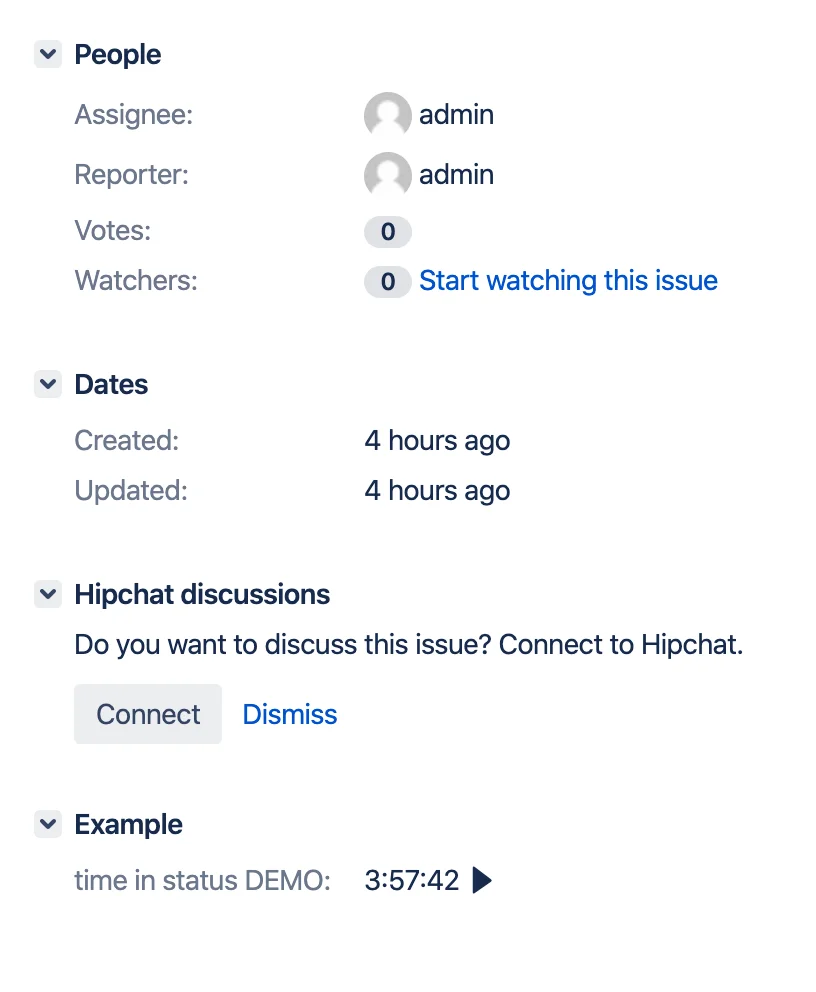 People
Assignee: admin
Reporter: admin
Votes: 0
Watchers: 0 Start watching this issue
Dates
Created: 4 hours ago
Updated: 4 hours ago
Hipchat discussions
Do you want to discuss this issue? Connect to Hipchat.
Connect Dismiss
Example
time in status DEMO: 3:57:42